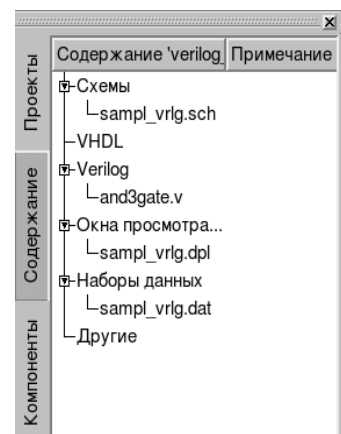 Проекты
Содержание
Компоненты
Содержание 'verilog_ Примечание
Схемы
sampl_vrlg.sch
VHDL
Verilog
and3gate.v
Окна просмотра...
sampl_vrlg.dpl
Наборы данных
sampl_vrlg.dat
Другие